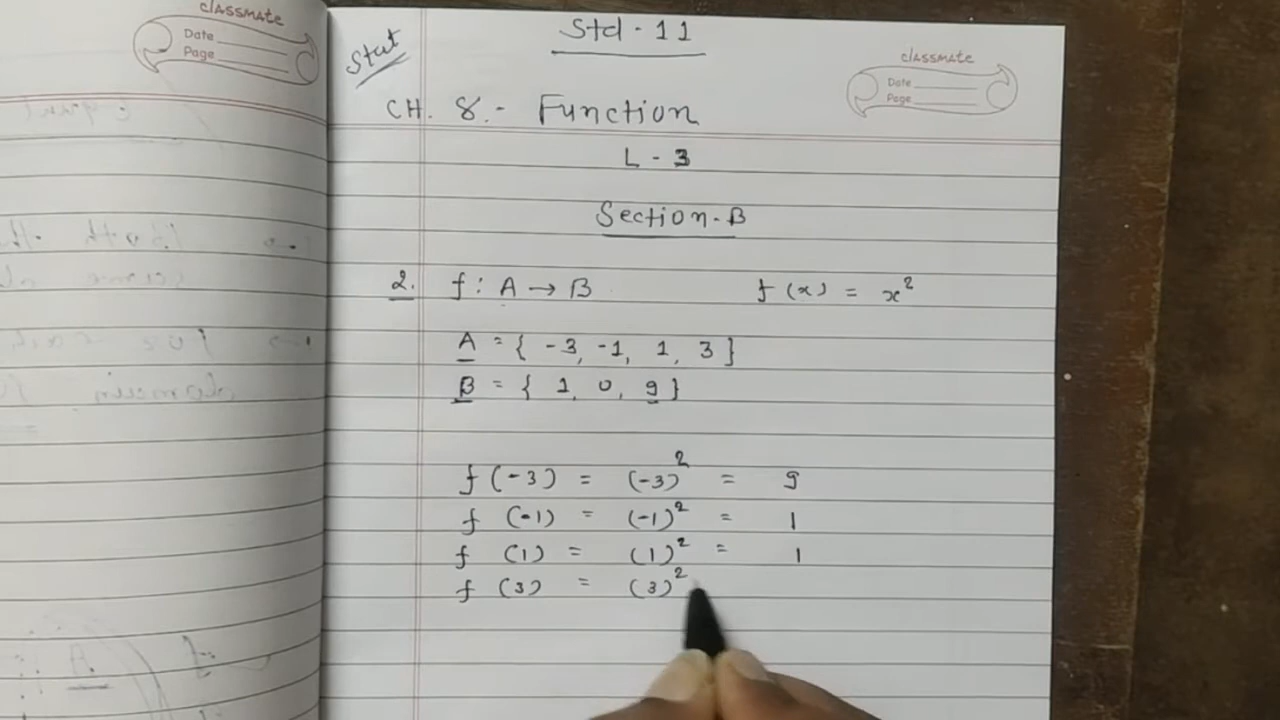 classmate
Date
Page
Stat
Std - 11
classmate
Date
Page
CH. 8.- Function
L - 3
Section-B
2. f : A → B f (x) = x²
A = { -3, -1, 1, 3 }
B = { 1, 0, 9 }
f (-3) = (-3)² = 9
f (-1) = (-1)² = 1
f (1) = (1)² = 1
f (3) = (3)²